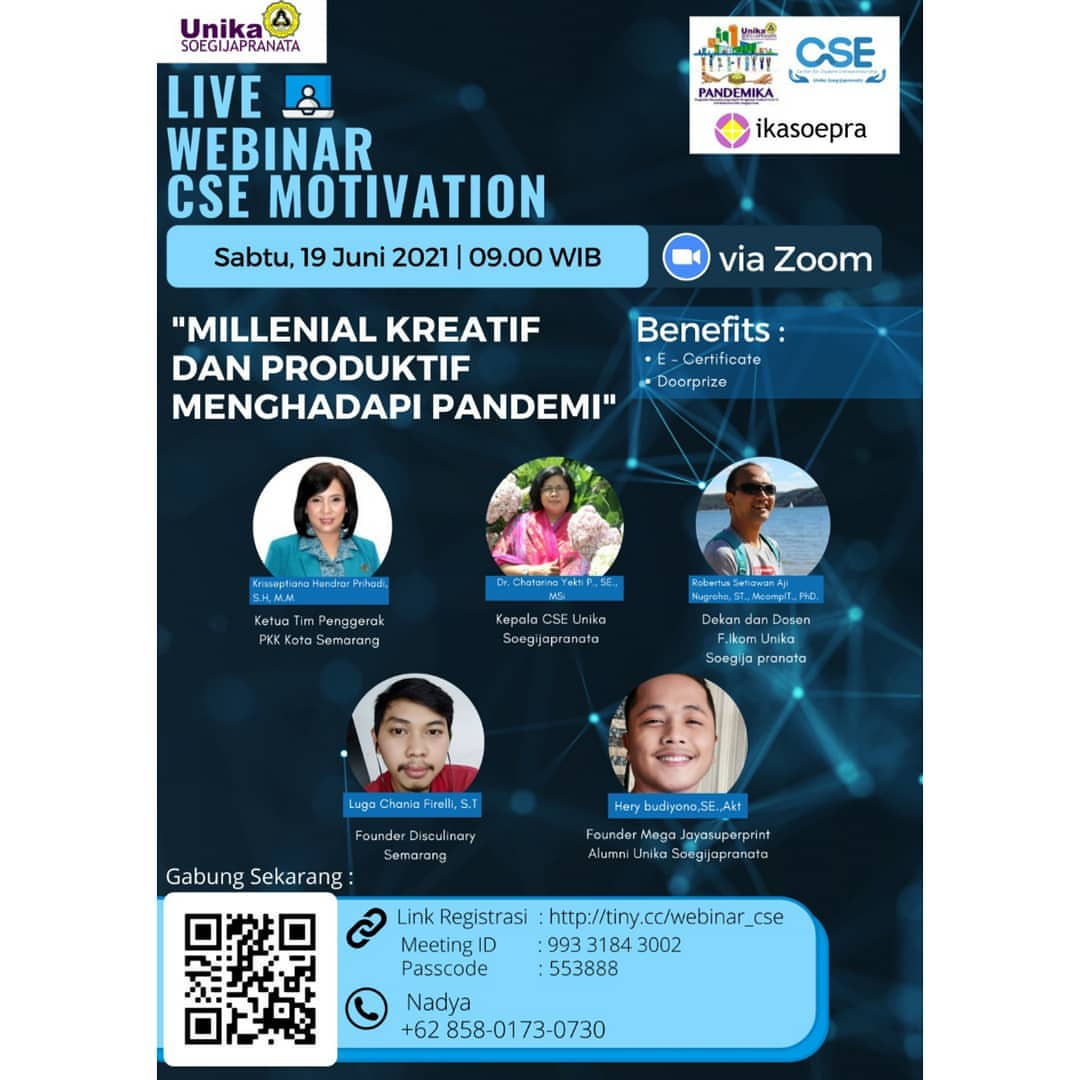 Unika
SOEGIJAPRANATA
Unika
SOEGIJAPRANATA
PANDEMIKA
CSE
Unika Soegijapranata
ikasoepra
LIVE
WEBINAR
CSE MOTIVATION
Sabtu, 19 Juni 2021 | 09.00 WIB
via Zoom
"MILLENIAL KREATIF
DAN PRODUKTIF
MENGHADAPI PANDEMI"
Benefits :
• E - Certificate
• Doorprize
Krisseptiana Hendrar Prihadi,
S.H, M.M
Ketua Tim Penggerak
PKK Kota Semarang
Dr. Chatarina Yekti P., SE.,
MSi
Kepala CSE Unika
Soegijapranata
Robertus Setiawan Aji
Nugroho, ST., McompIT., PhD.
Dekan dan Dosen
F.Ikom Unika
Soegija pranata
Luga Chania Firelli, S.T
Founder Disculinary
Semarang
Hery budiyono,SE.,Akt
Founder Mega Jayasuperprint
Alumni Unika Soegijapranata
Gabung Sekarang :
Link Registrasi : http://tiny.cc/webinar_cse
Meeting ID : 993 3184 3002
Passcode : 553888
Nadya
+62 858-0173-0730